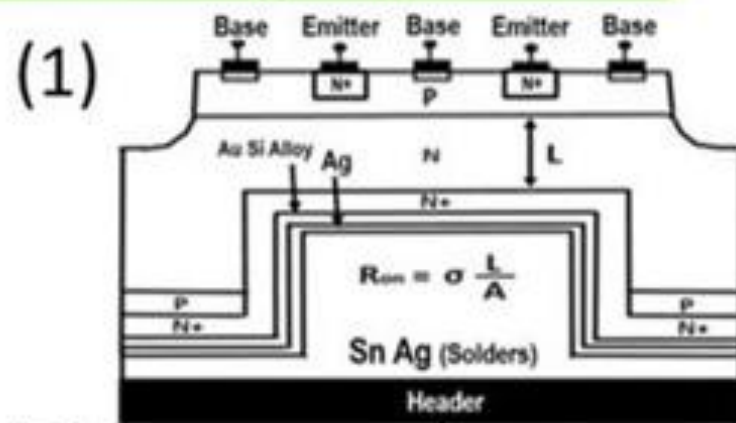 Base Emitter Base Emitter Base
(1)
N+ N+
P
Au Si Alloy Ag N L
N+
Ron = σ L/A
P P
N+ N+
Sn Ag (Solders)
Header